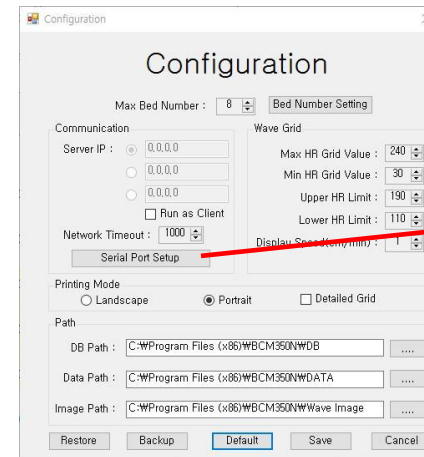 Configuration
Configuration
Max Bed Number : 8 Bed Number Setting
Communication
Server IP : 0,0,0,0
0,0,0,0
0,0,0,0
Run as Client
Network Timeout : 1000
Serial Port Setup
Wave Grid
Max HR Grid Value : 240
Min HR Grid Value : 30
Upper HR Limit : 190
Lower HR Limit : 110
Display Speed(cm/min) : 1
Printing Mode
Landscape Portrait Detailed Grid
Path
DB Path : C:₩Program Files (x86)₩BCM350N₩DB ....
Data Path : C:₩Program Files (x86)₩BCM350N₩DATA ....
Image Path : C:₩Program Files (x86)₩BCM350N₩Wave Image ....
Restore Backup Default Save Cancel